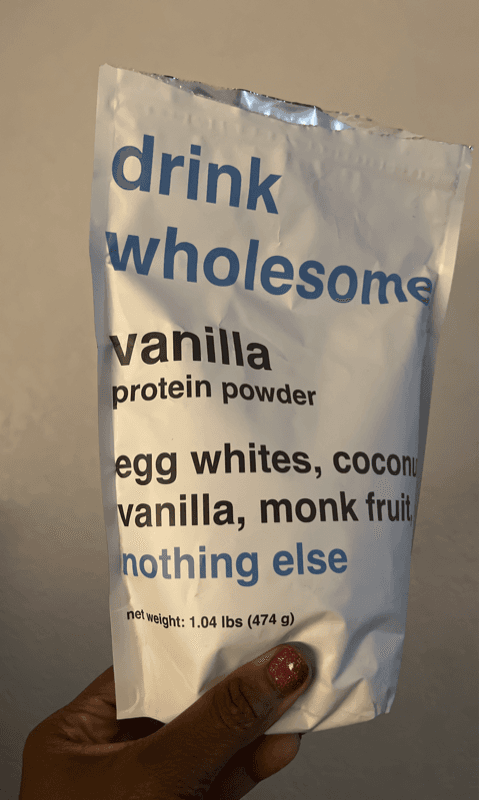 drink
wholesome
vanilla
protein powder
egg whites, coconu
vanilla, monk fruit,
nothing else
net weight: 1.04 lbs (474 g)